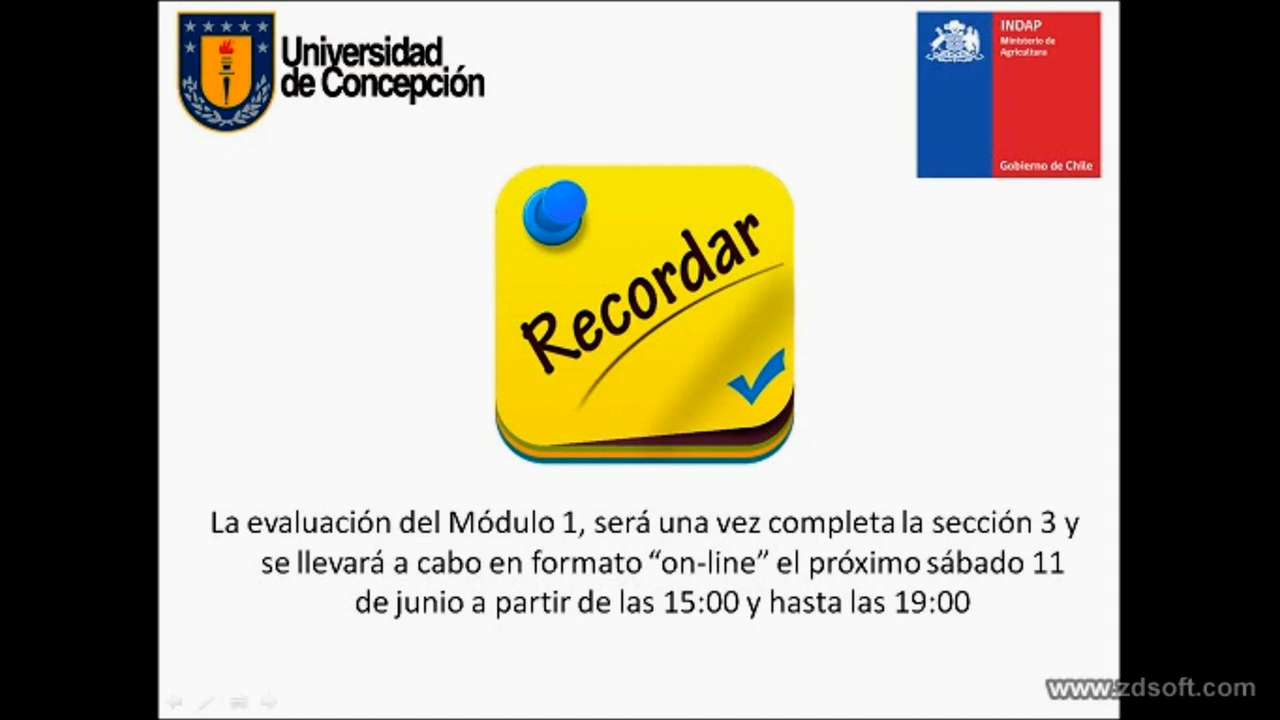 Universidad
de Concepción
INDAP
Ministerio de
Agricultura
Gobierno de Chile
Recordar
La evaluación del Módulo 1, será una vez completa la sección 3 y
se llevará a cabo en formato “on-line” el próximo sábado 11
de junio a partir de las 15:00 y hasta las 19:00
www.zdsoft.com